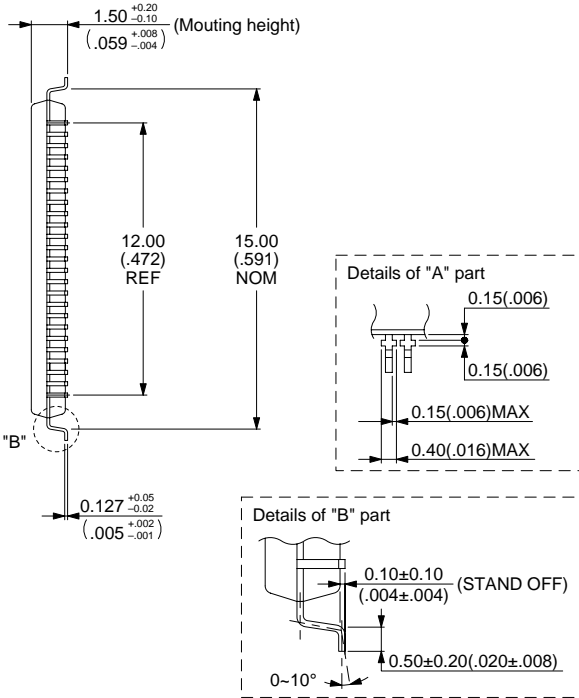 1.50 +0.20 −0.10 (Mouting height)
(.059 +.008 −.004)
12.00
(.472)
REF
15.00
(.591)
NOM
"B"
0.127 +0.05 −0.02
(.005 +.002 −.001)
Details of "A" part
0.15(.006)
0.15(.006)
0.15(.006)MAX
0.40(.016)MAX
Details of "B" part
0.10±0.10 (STAND OFF)
(.004±.004)
0.50±0.20(.020±.008)
0~10°